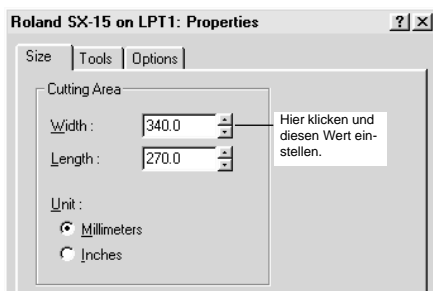 Roland SX-15 on LPT1: Properties
? x
Size Tools Options
Cutting Area
Width : 340.0
Hier klicken und
diesen Wert ein-
stellen.
Length : 270.0
Unit :
Millimeters
Inches